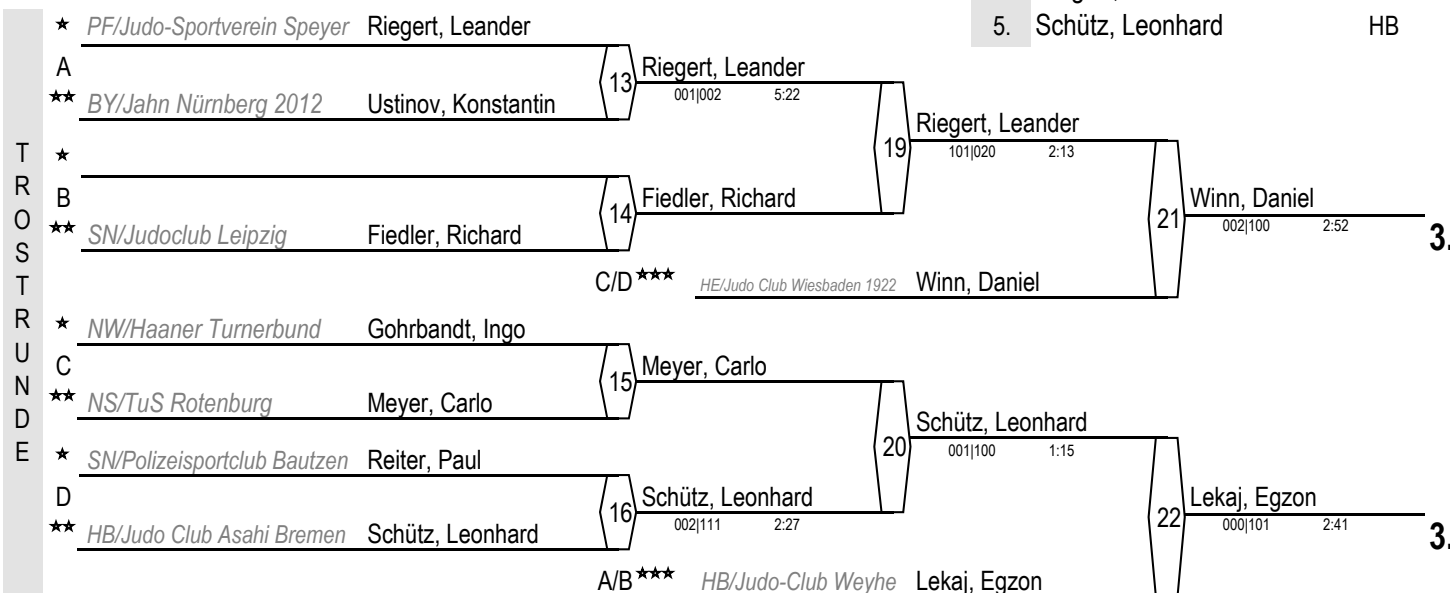 ★ PF/Judo-Sportverein Speyer Riegert, Leander
5. Schütz, Leonhard HB
A
13 Riegert, Leander
001|002 5:22
★★ BY/Jahn Nürnberg 2012 Ustinov, Konstantin
TROSTRUNDE
Riegert, Leander
19
101|020 2:13
★
B
14 Fiedler, Richard
Winn, Daniel
21
002|100 2:52
3.
★★ SN/Judoclub Leipzig Fiedler, Richard
C/D ★★★ HE/Judo Club Wiesbaden 1922 Winn, Daniel
★ NW/Haaner Turnerbund Gohrbandt, Ingo
C
15 Meyer, Carlo
★★ NS/TuS Rotenburg Meyer, Carlo
Schütz, Leonhard
20
001|100 1:15
★ SN/Polizeisportclub Bautzen Reiter, Paul
D
16 Schütz, Leonhard
002|111 2:27
Lekaj, Egzon
22
000|101 2:41
3.
★★ HB/Judo Club Asahi Bremen Schütz, Leonhard
A/B ★★★ HB/Judo-Club Weyhe Lekaj, Egzon